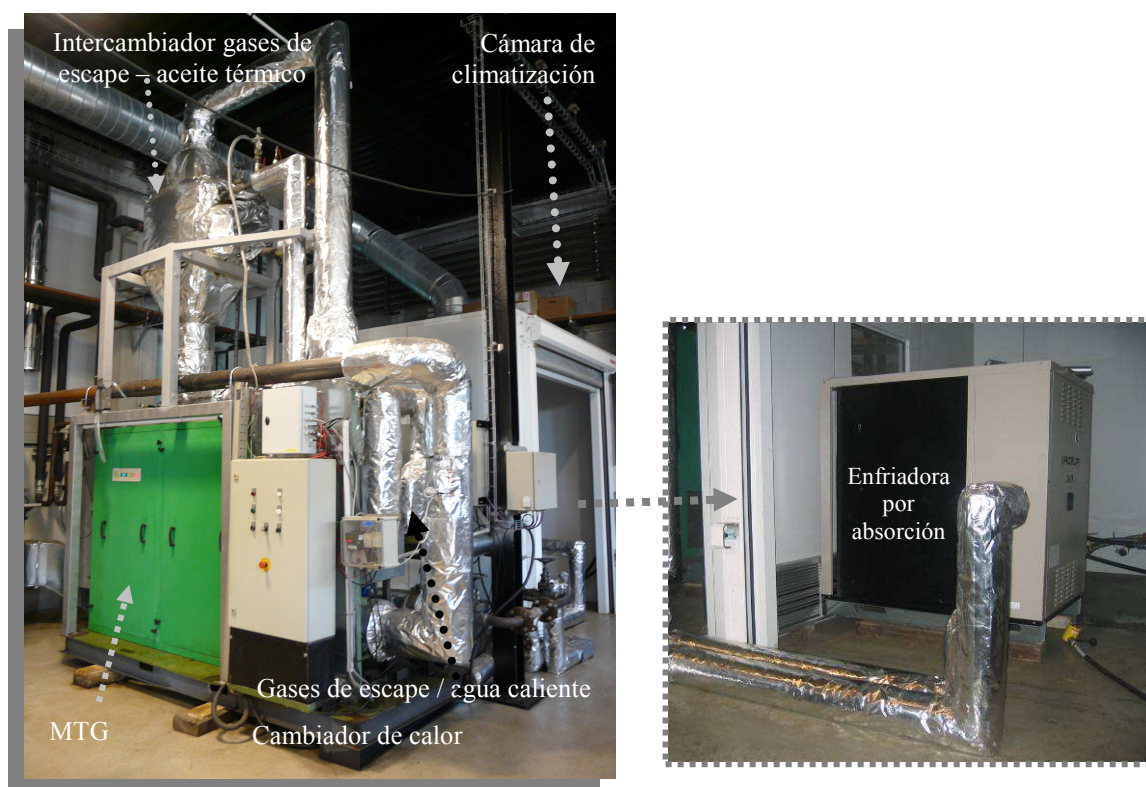 Intercambiador gases de
escape – aceite térmico
Cámara de
climatización
Enfriadora
por
absorción
Gases de escape / agua caliente
MTG
Cambiador de calor